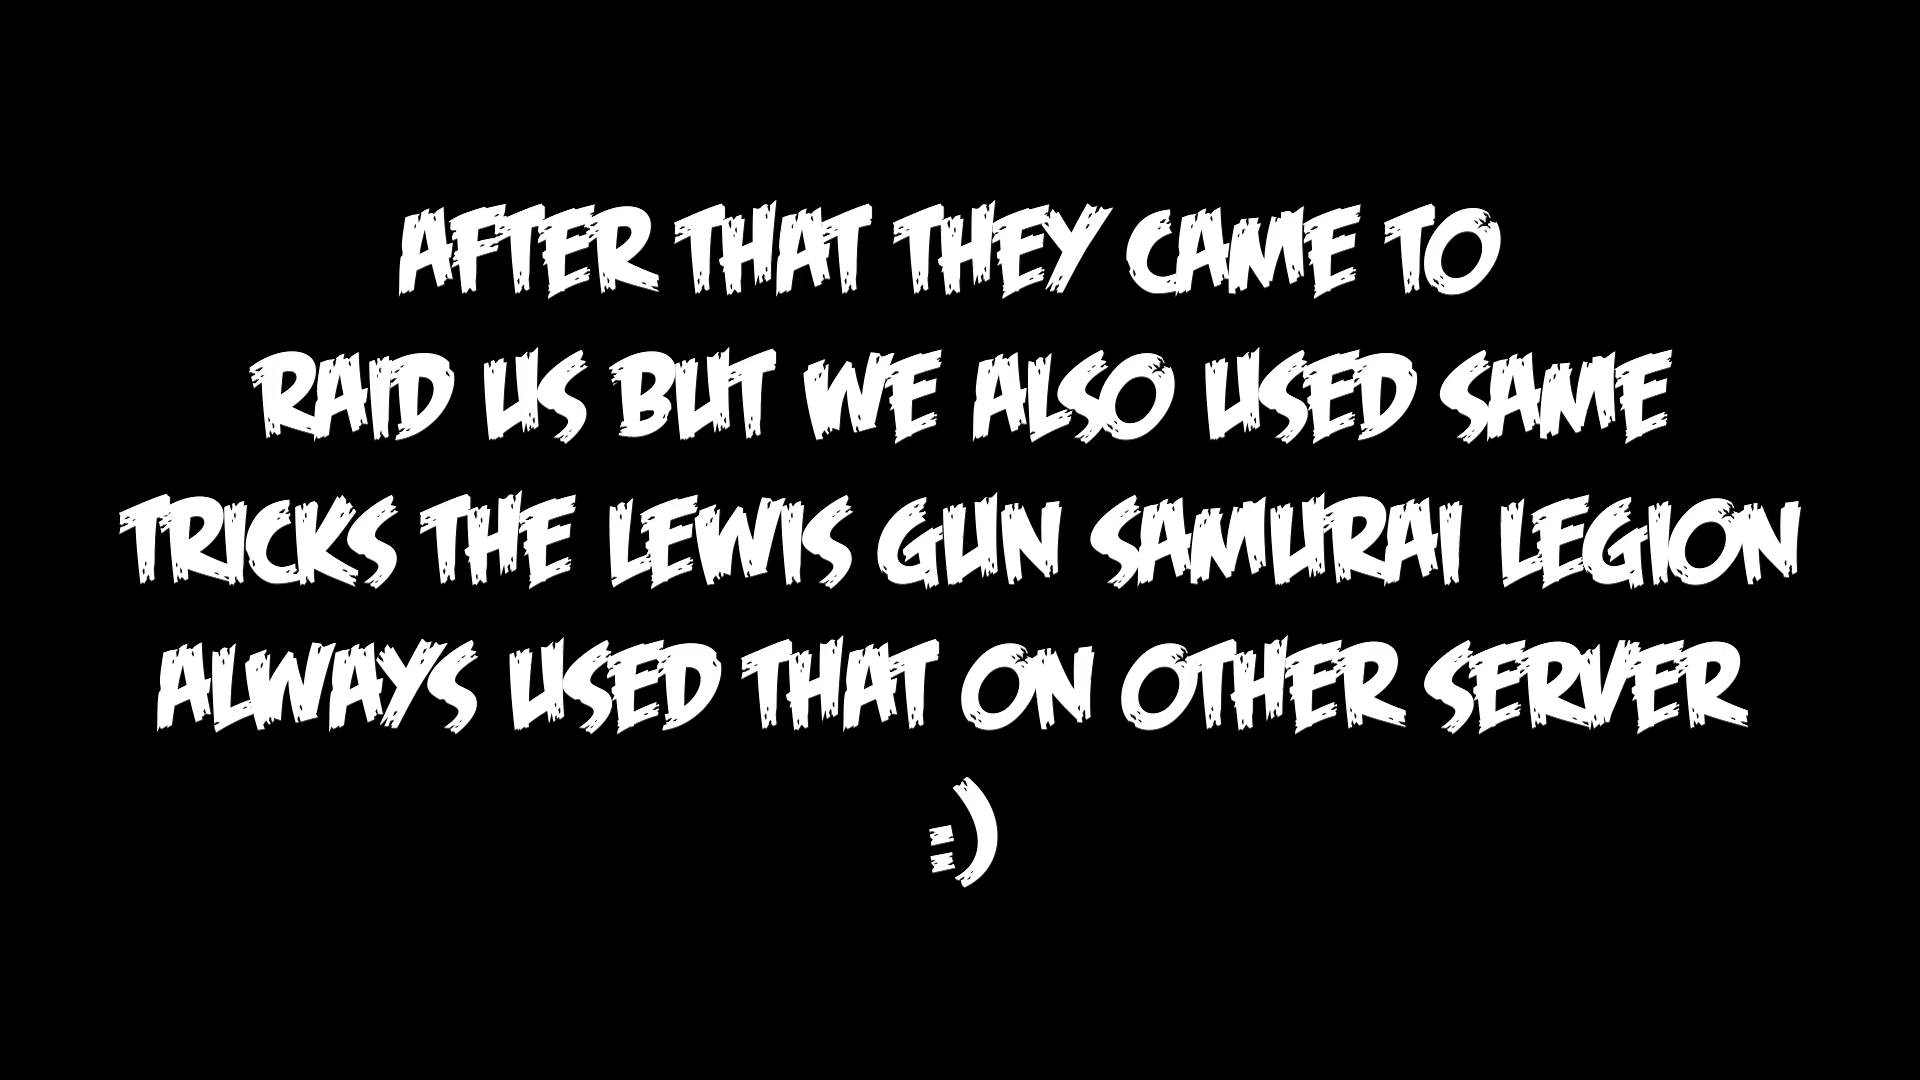 AFTER THAT THEY CAME TO
RAID US BUT WE ALSO USED SAME
TRICKS THE LEWIS GUN SAMURAI LEGION
ALWAYS USED THAT ON OTHER SERVER
:)